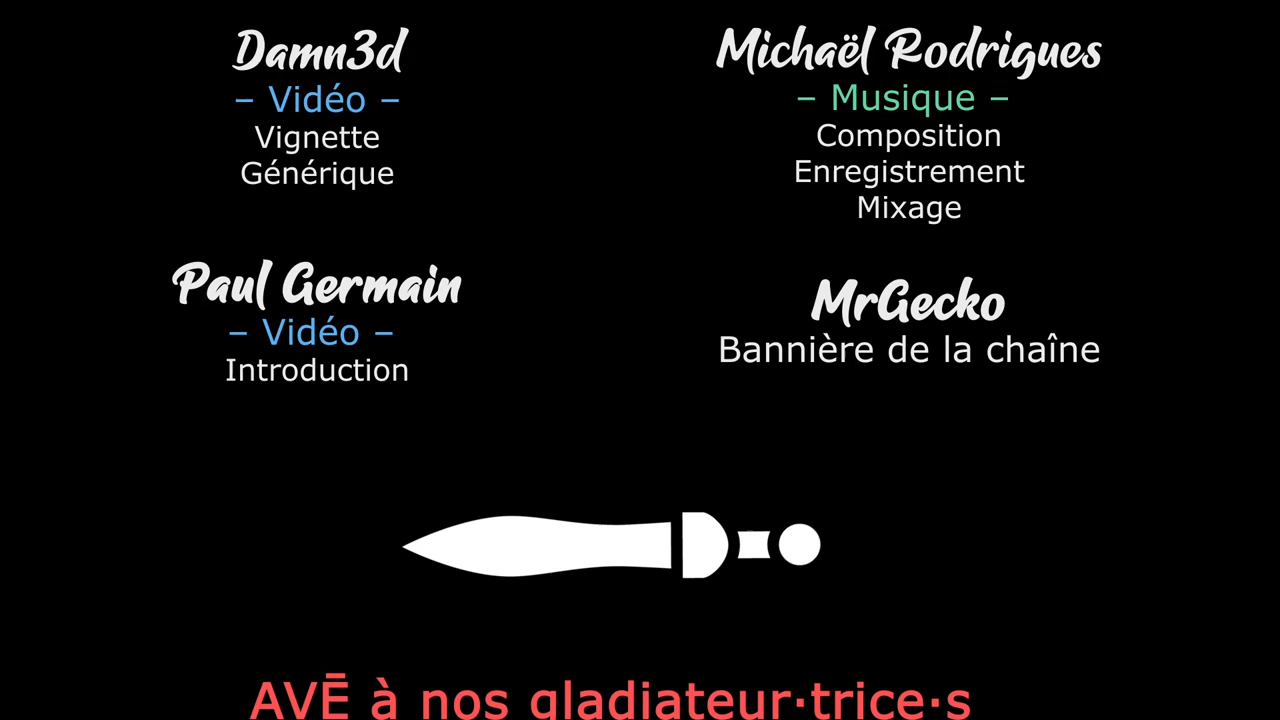 Damn3d
– Vidéo –
Vignette
Générique
Michaël Rodrigues
– Musique –
Composition
Enregistrement
Mixage
Paul Germain
– Vidéo –
Introduction
MrGecko
Bannière de la chaîne
AVĒ à nos gladiateur·trice·s